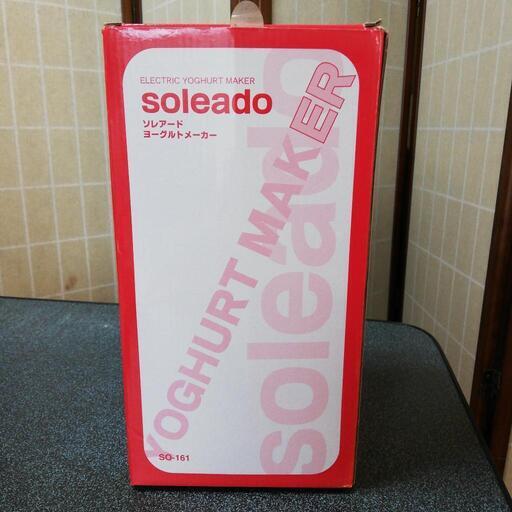 ELECTRIC YOGHURT MAKER
soleado
ソレアード
ヨーグルトメーカー
YOGHURT MAKER
soleado
SO-161